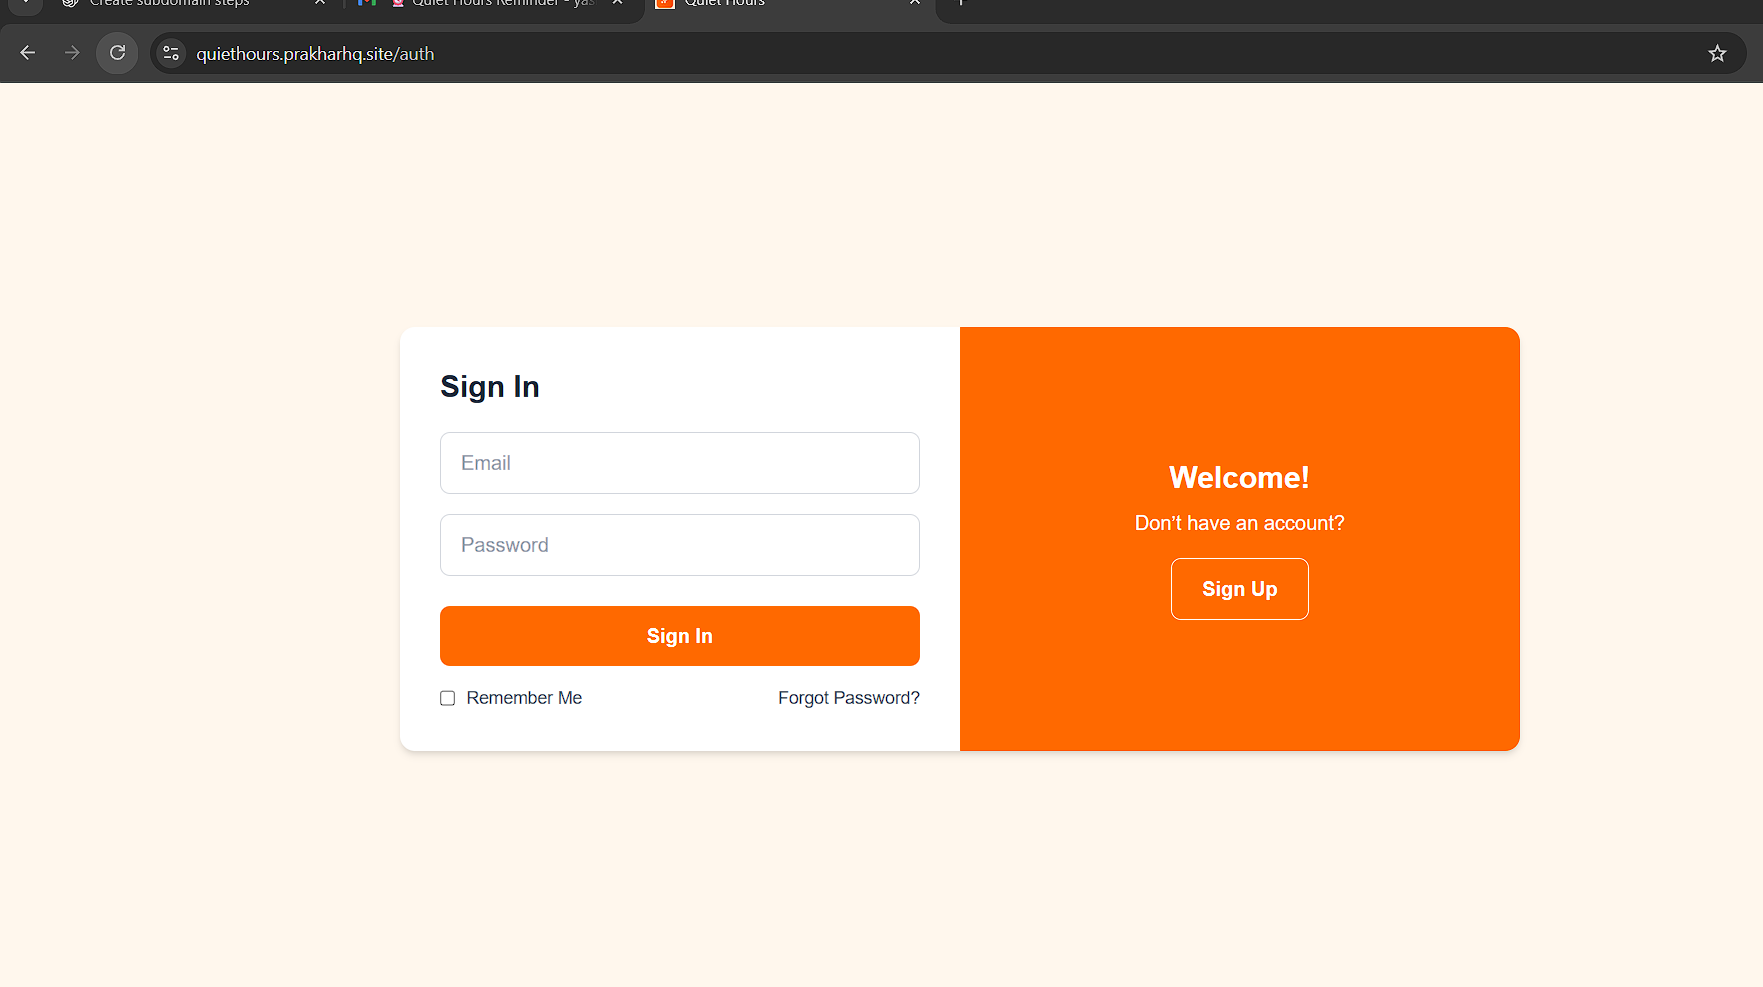 Create subdomain steps
Quiet Hours Reminder - yas
Quiet Hours
quiethours.prakharhq.site/auth
Sign In
Email
Password
Sign In
Remember Me
Forgot Password?
Welcome!
Don’t have an account?
Sign Up